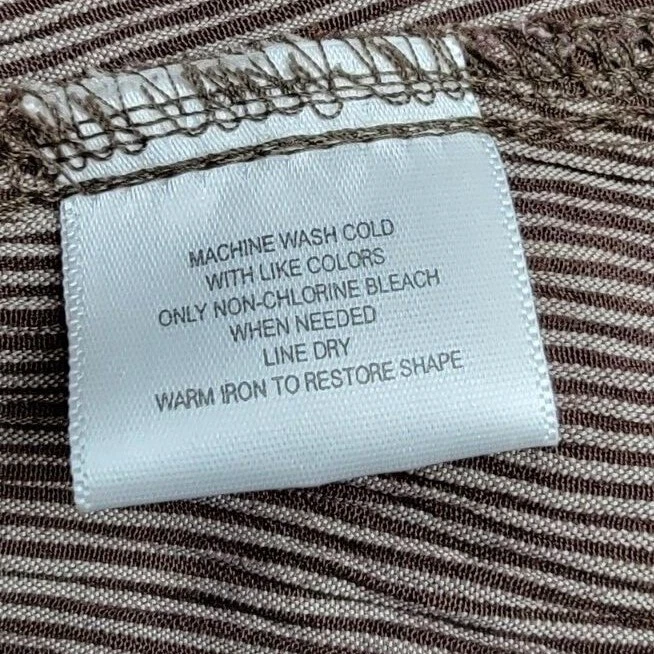 MACHINE WASH COLD
WITH LIKE COLORS
ONLY NON-CHLORINE BLEACH
WHEN NEEDED
LINE DRY
WARM IRON TO RESTORE SHAPE